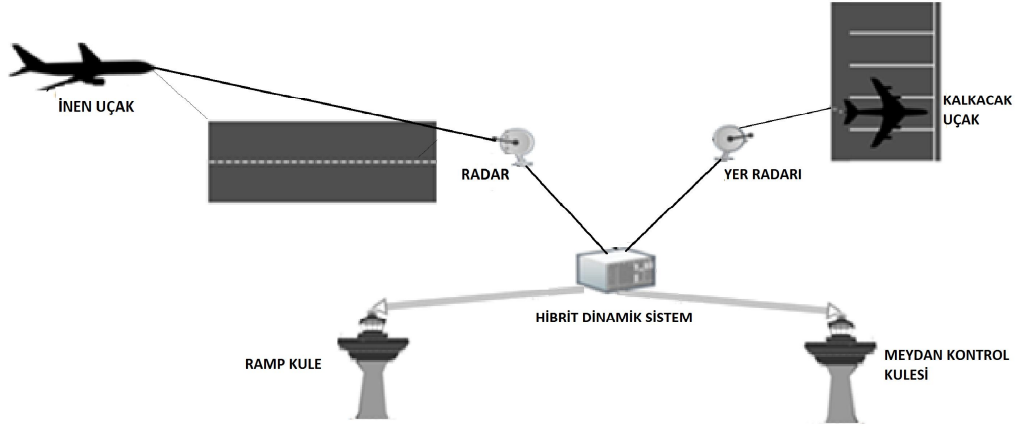 İNEN UÇAK
KALKACAK
UÇAK
RADAR
YER RADARI
HİBRİT DİNAMİK SİSTEM
RAMP KULE
MEYDAN KONTROL
KULESİ